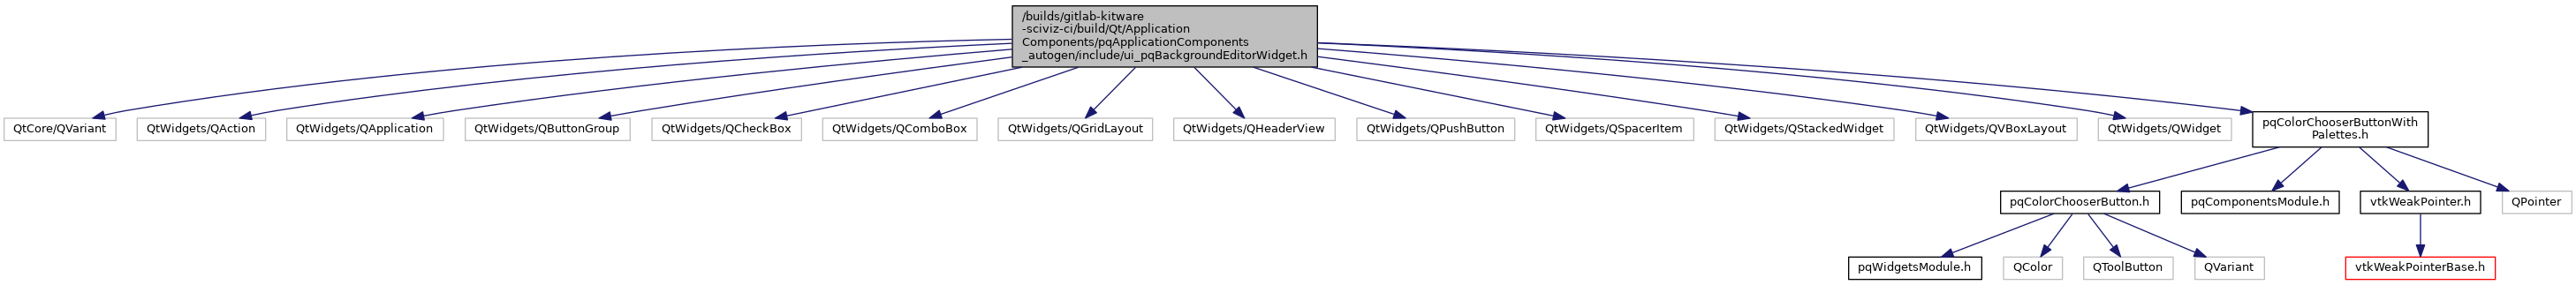 /builds/gitlab-kitware
-sciviz-ci/build/Qt/Application
Components/pqApplicationComponents
_autogen/include/ui_pqBackgroundEditorWidget.h
QtCore/QVariant
QtWidgets/QAction
QtWidgets/QApplication
QtWidgets/QButtonGroup
QtWidgets/QCheckBox
QtWidgets/QComboBox
QtWidgets/QGridLayout
QtWidgets/QHeaderView
QtWidgets/QPushButton
QtWidgets/QSpacerItem
QtWidgets/QStackedWidget
QtWidgets/QVBoxLayout
QtWidgets/QWidget
pqColorChooserButtonWith
Palettes.h
pqColorChooserButton.h
pqComponentsModule.h
vtkWeakPointer.h
QPointer
pqWidgetsModule.h
QColor
QToolButton
QVariant
vtkWeakPointerBase.h